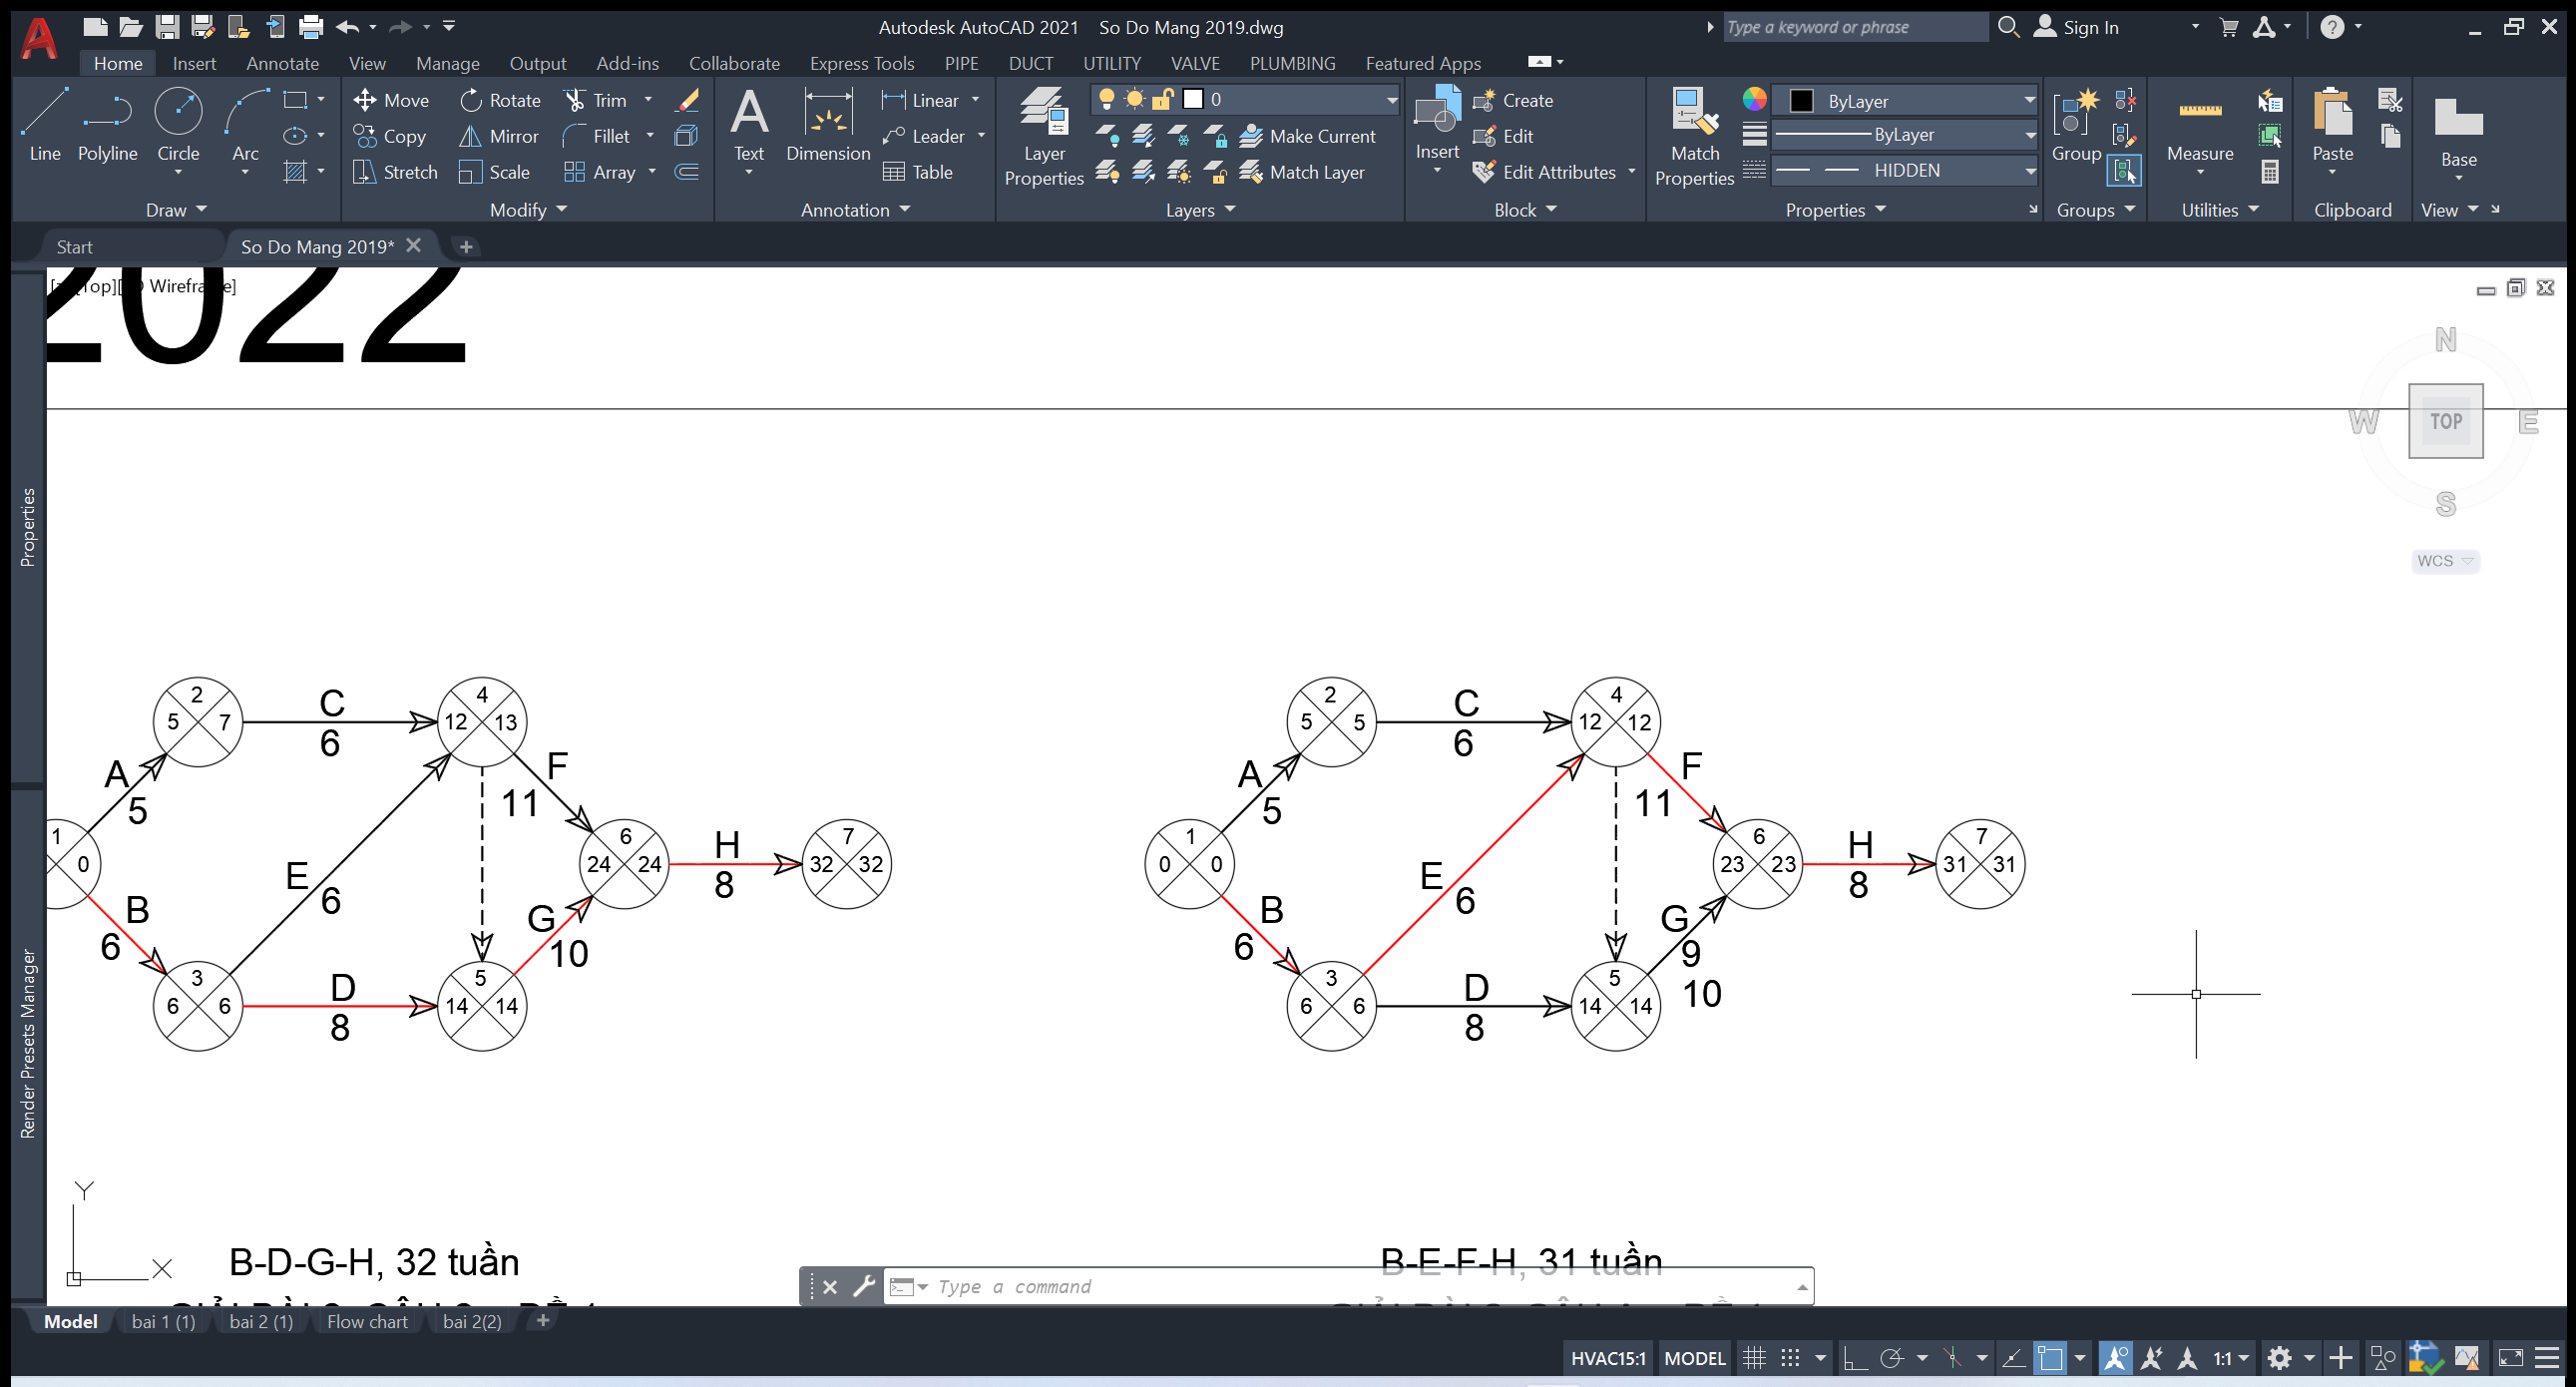 Autodesk AutoCAD 2021 So Do Mang 2019.dwg
Type a keyword or phrase
Sign In
Home Insert Annotate View Manage Output Add-ins Collaborate Express Tools PIPE DUCT UTILITY VALVE PLUMBING Featured Apps
Line Polyline Circle Arc
Draw
Move Rotate Trim
Copy Mirror Fillet
Stretch Scale Array
Modify
Text Dimension
Linear
Leader
Table
Annotation
Layer Properties
0
Make Current
Match Layer
Layers
Insert
Create
Edit
Edit Attributes
Block
Match Properties
ByLayer
ByLayer
HIDDEN
Properties
Group
Groups
Measure
Utilities
Paste
Clipboard
Base
View
Start
So Do Mang 2019*
2022
N
W TOP E
S
WCS
Properties
Render Presets Manager
2
5 7
C
6
4
12 13
A
5
F
11
1
0
E
6
6
24 24
H
8
7
32 32
B
6
G
10
3
6 6
D
8
5
14 14
2
5 5
C
6
4
12 12
A
5
F
11
1
0 0
E
6
6
23 23
H
8
7
31 31
B
6
G
9
10
3
6 6
D
8
5
14 14
Y
X
B-D-G-H, 32 tuần
B-E-F-H, 31 tuần
Type a command
Model bai 1 (1) bai 2 (1) Flow chart bai 2(2)
HVAC15:1 MODEL 1:1